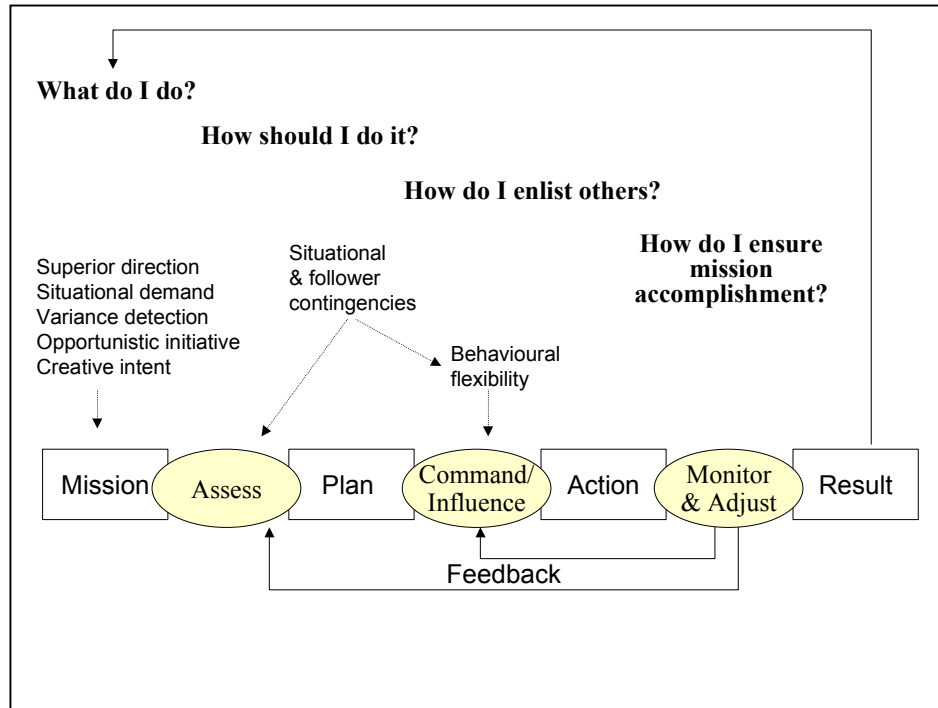 What do I do?
How should I do it?
How do I enlist others?
How do I ensure
mission
accomplishment?
Superior direction
Situational demand
Variance detection
Opportunistic initiative
Creative intent
Situational
& follower
contingencies
Behavioural
flexibility
Mission
Assess
Plan
Command/
Influence
Action
Monitor
& Adjust
Result
Feedback